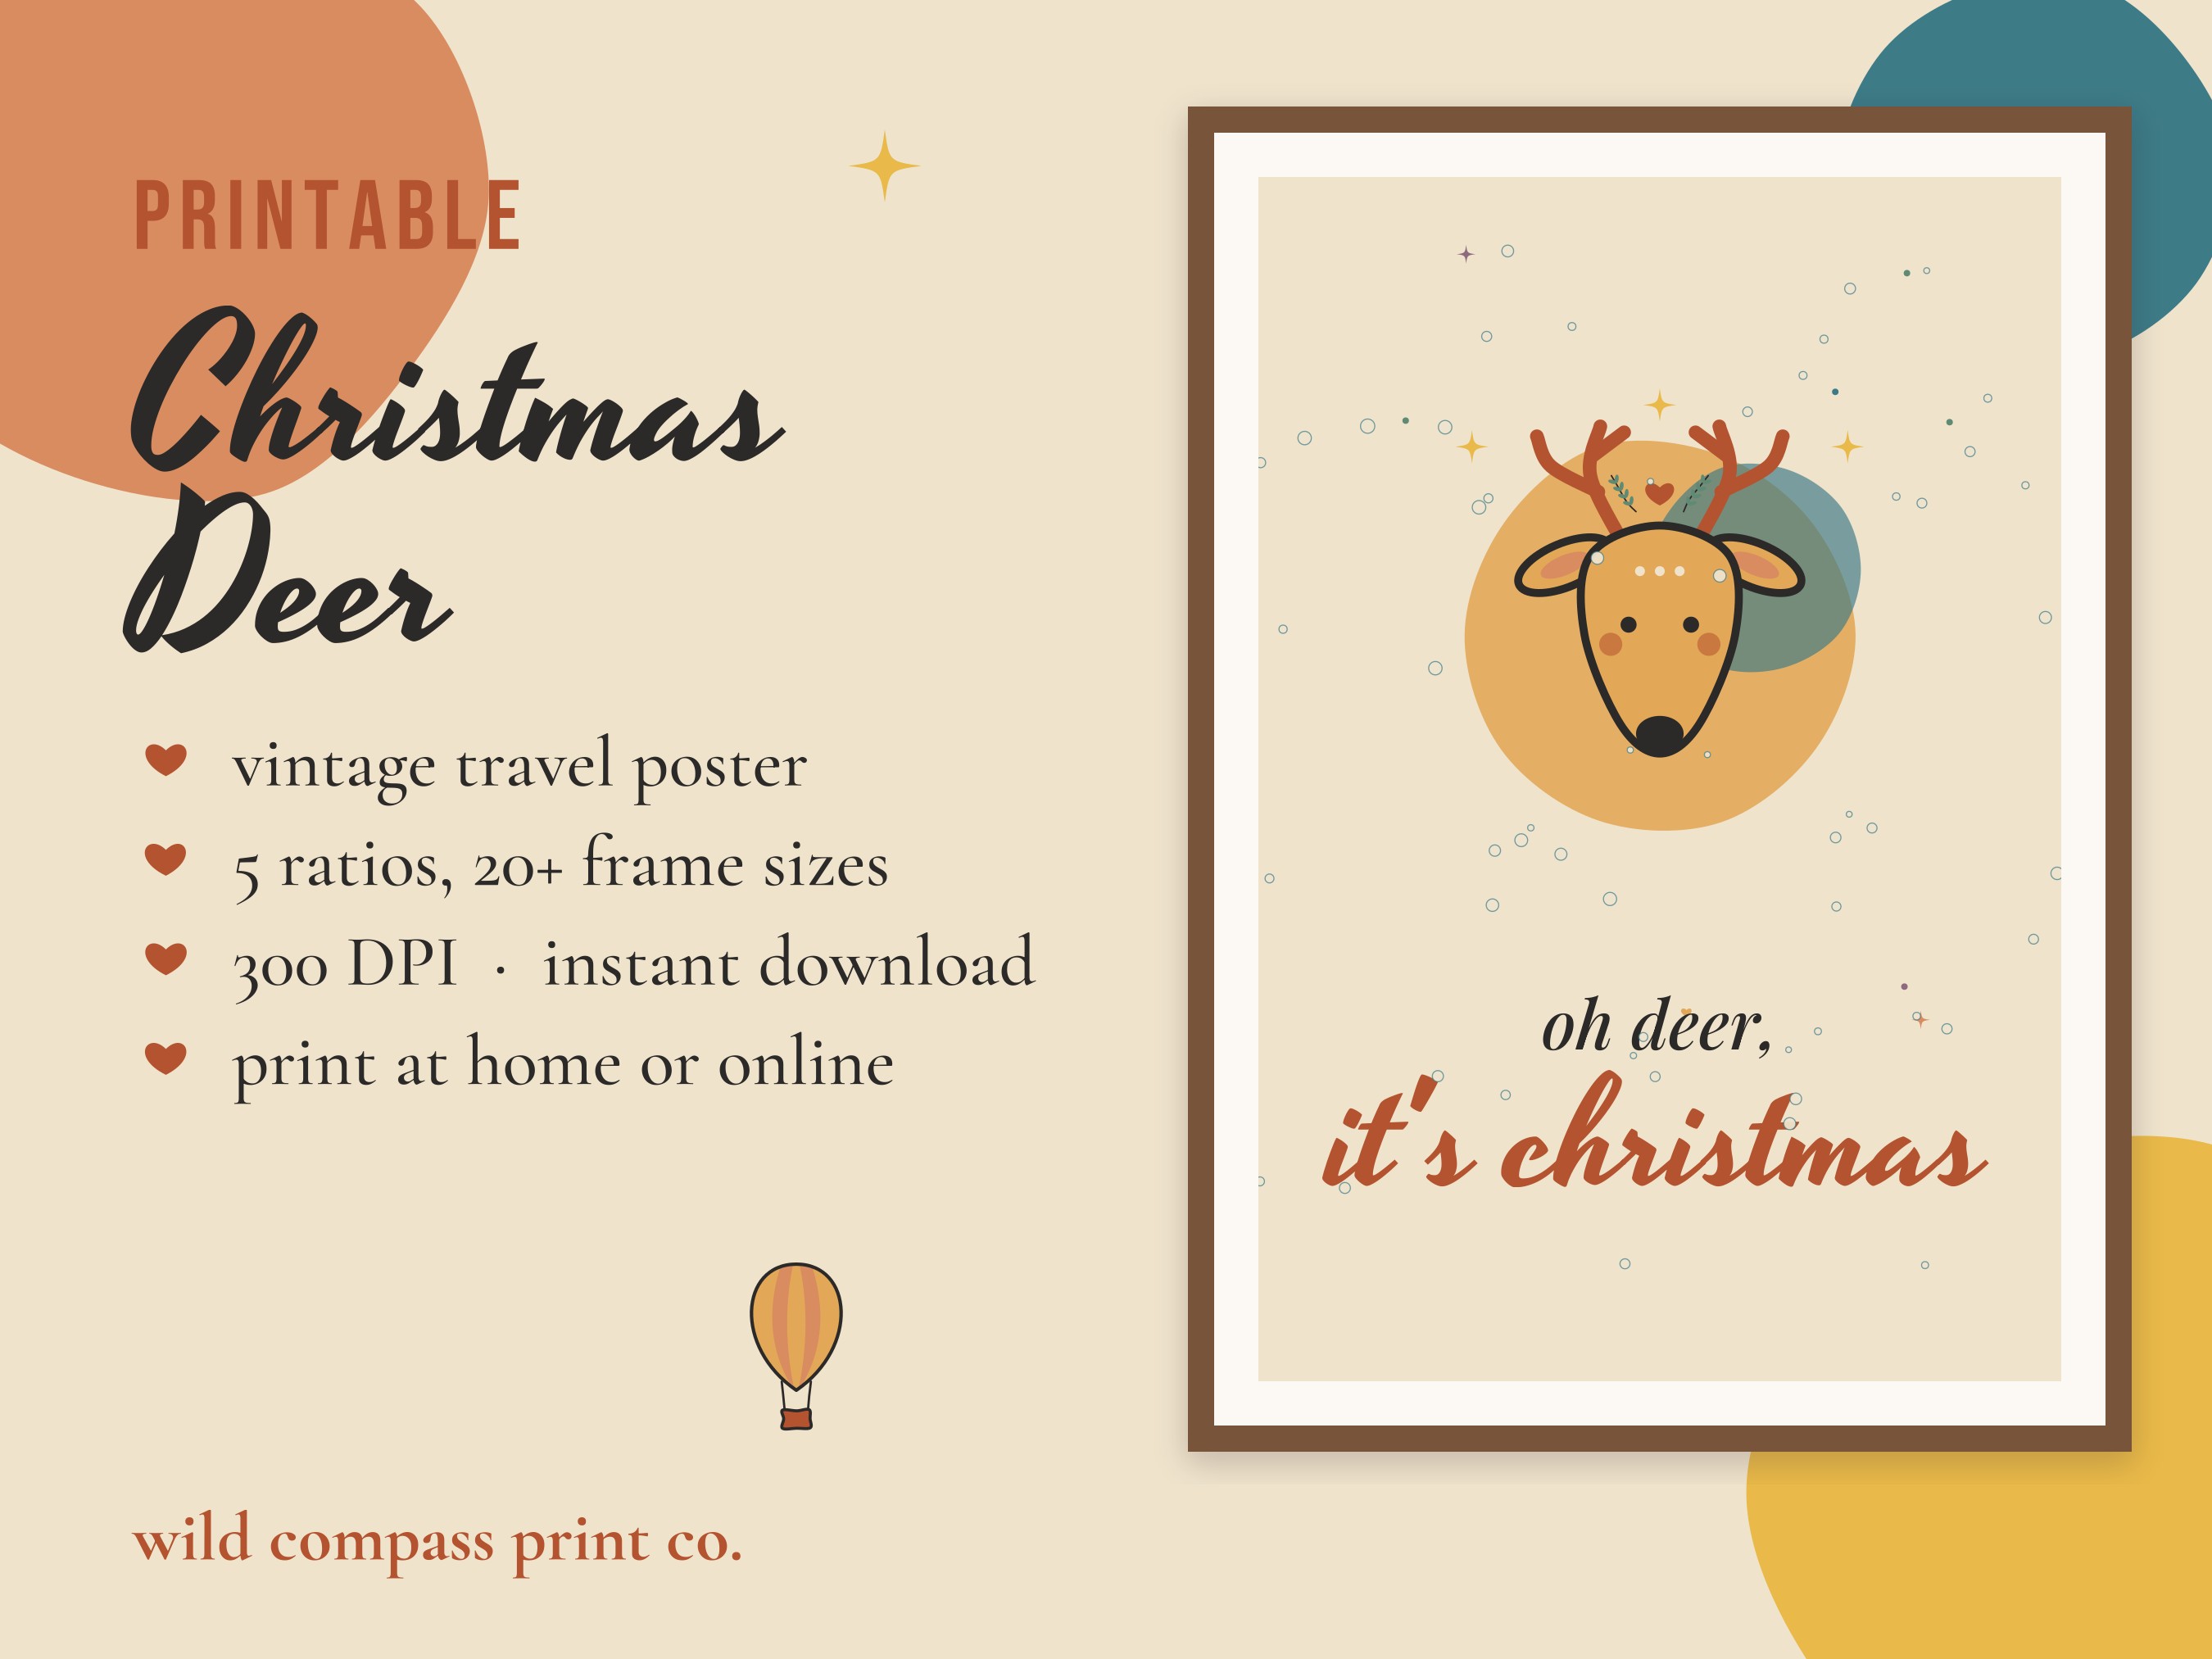 PRINTABLE
Christmas
Deer
vintage travel poster
5 ratios, 20+ frame sizes
300 DPI · instant download
print at home or online
wild compass print co.
oh deer,
it's christmas